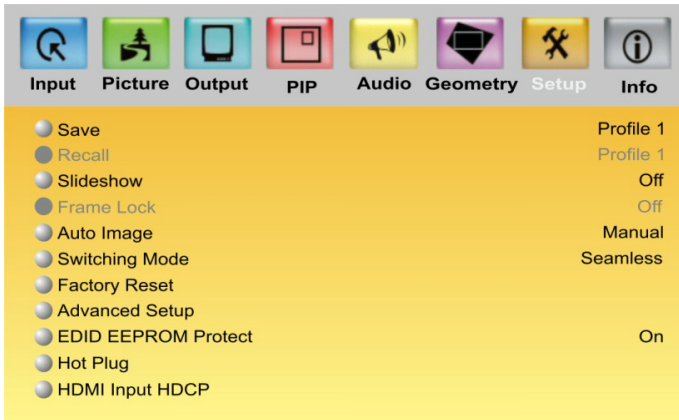 Input Picture Output PIP Audio Geometry Setup Info
Save Profile 1
Recall Profile 1
Slideshow Off
Frame Lock Off
Auto Image Manual
Switching Mode Seamless
Factory Reset
Advanced Setup
EDID EEPROM Protect On
Hot Plug
HDMI Input HDCP